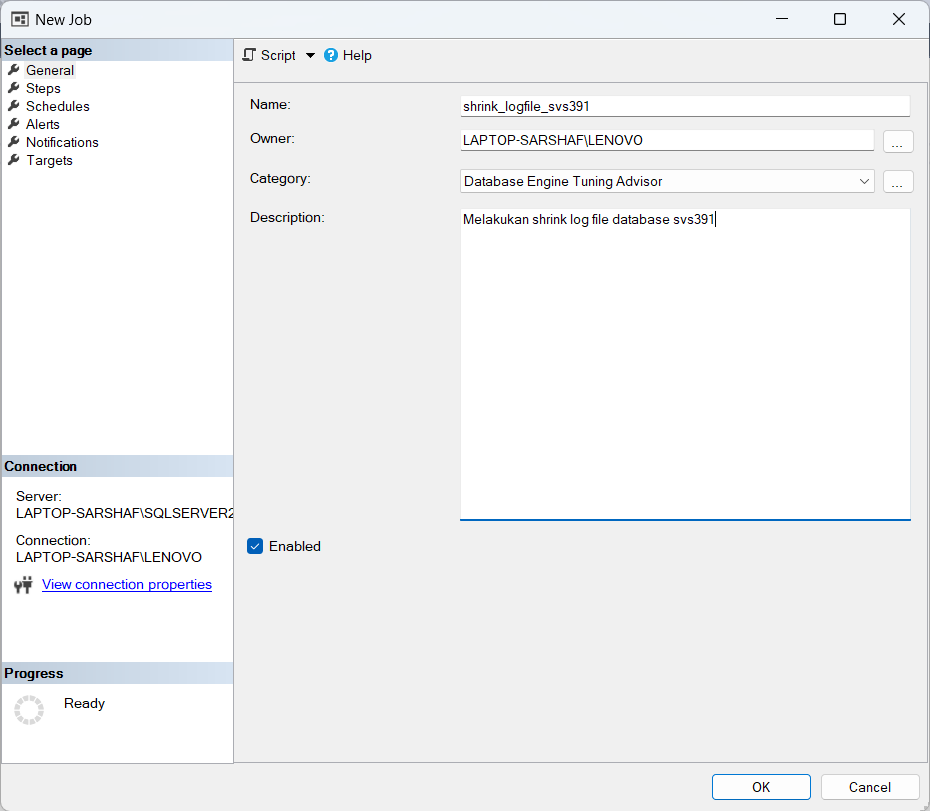 New Job
Select a page
General
Steps
Schedules
Alerts
Notifications
Targets
Script
Help
Name:
shrink_logfile_svs391
Owner:
LAPTOP-SARSHAF\LENOVO
...
Category:
Database Engine Tuning Advisor
...
Description:
Melakukan shrink log file database svs391
Enabled
Connection
Server:
LAPTOP-SARSHAF\SQLSERVER2
Connection:
LAPTOP-SARSHAF\LENOVO
View connection properties
Progress
Ready
OK
Cancel